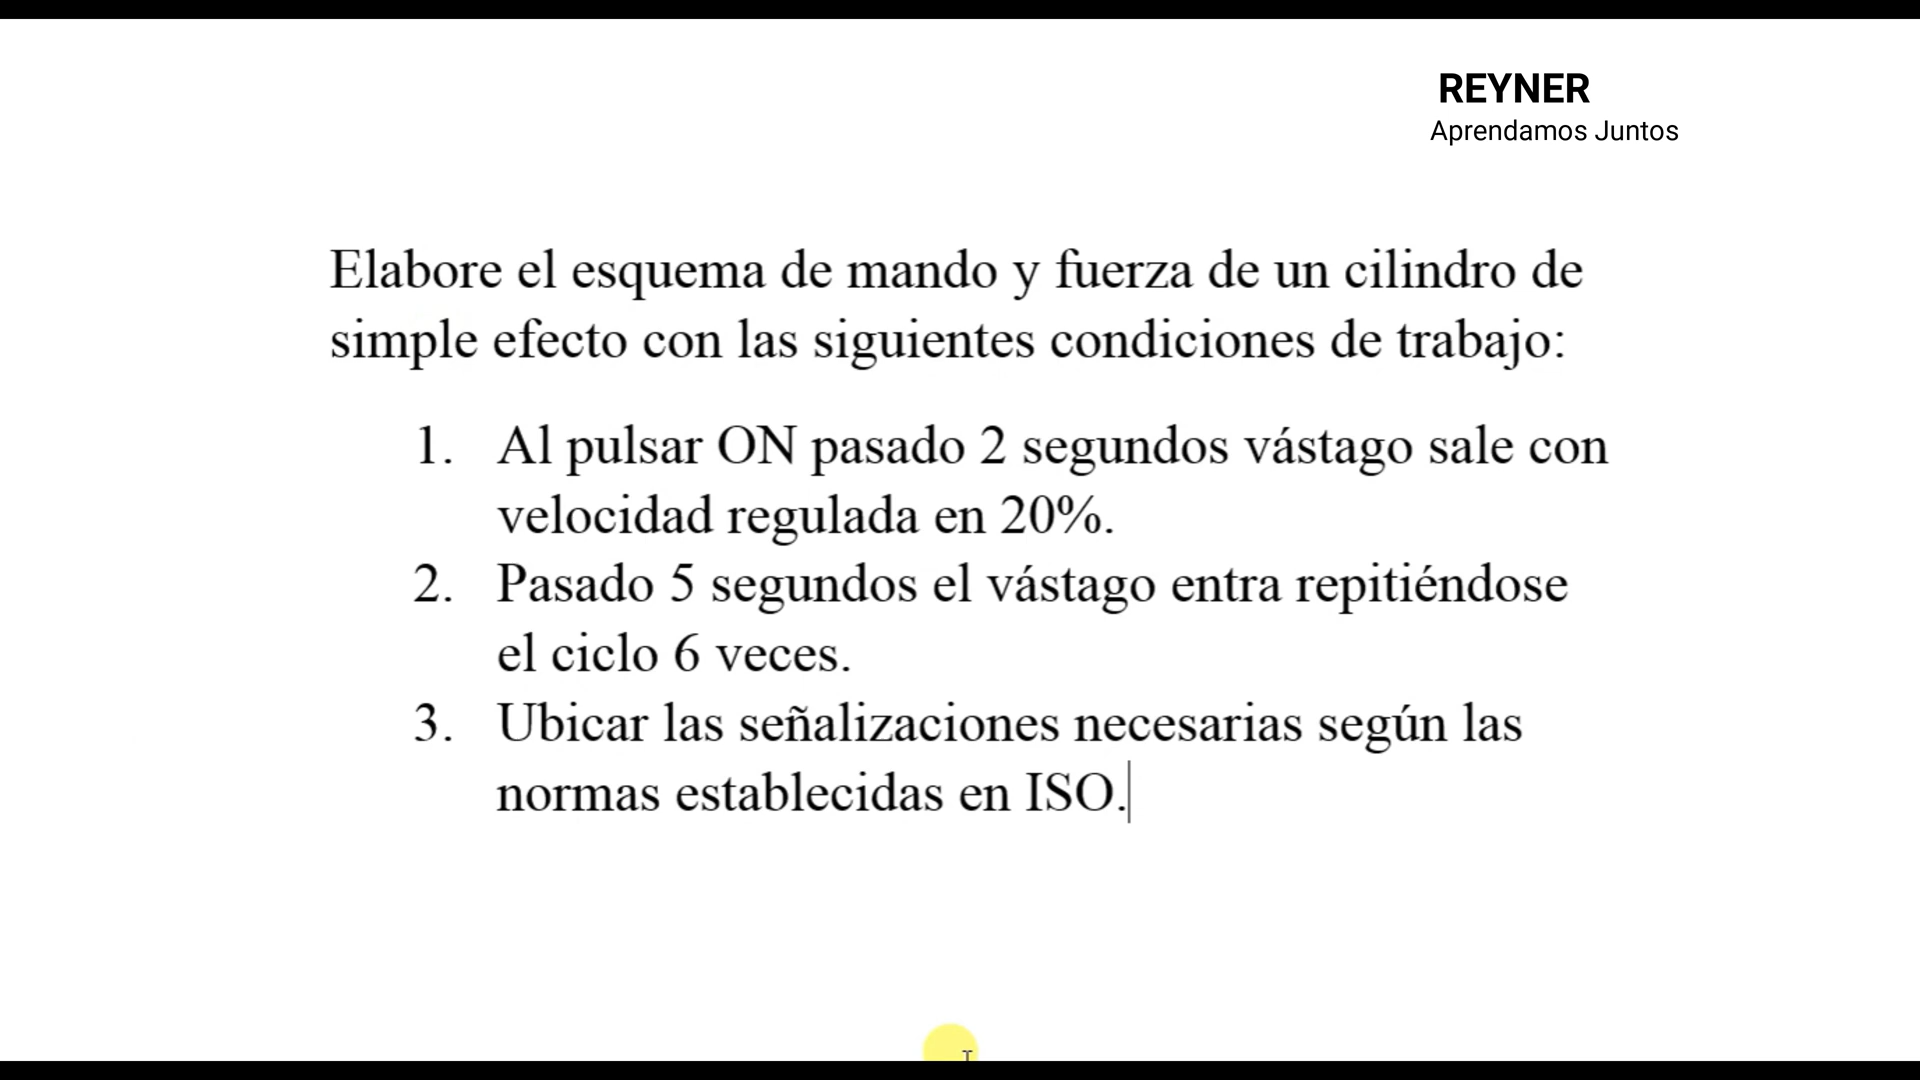 REYNER
Aprendamos Juntos
Elabore el esquema de mando y fuerza de un cilindro de
simple efecto con las siguientes condiciones de trabajo:
1. Al pulsar ON pasado 2 segundos vástago sale con
velocidad regulada en 20%.
2. Pasado 5 segundos el vástago entra repitiéndose
el ciclo 6 veces.
3. Ubicar las señalizaciones necesarias según las
normas establecidas en ISO.